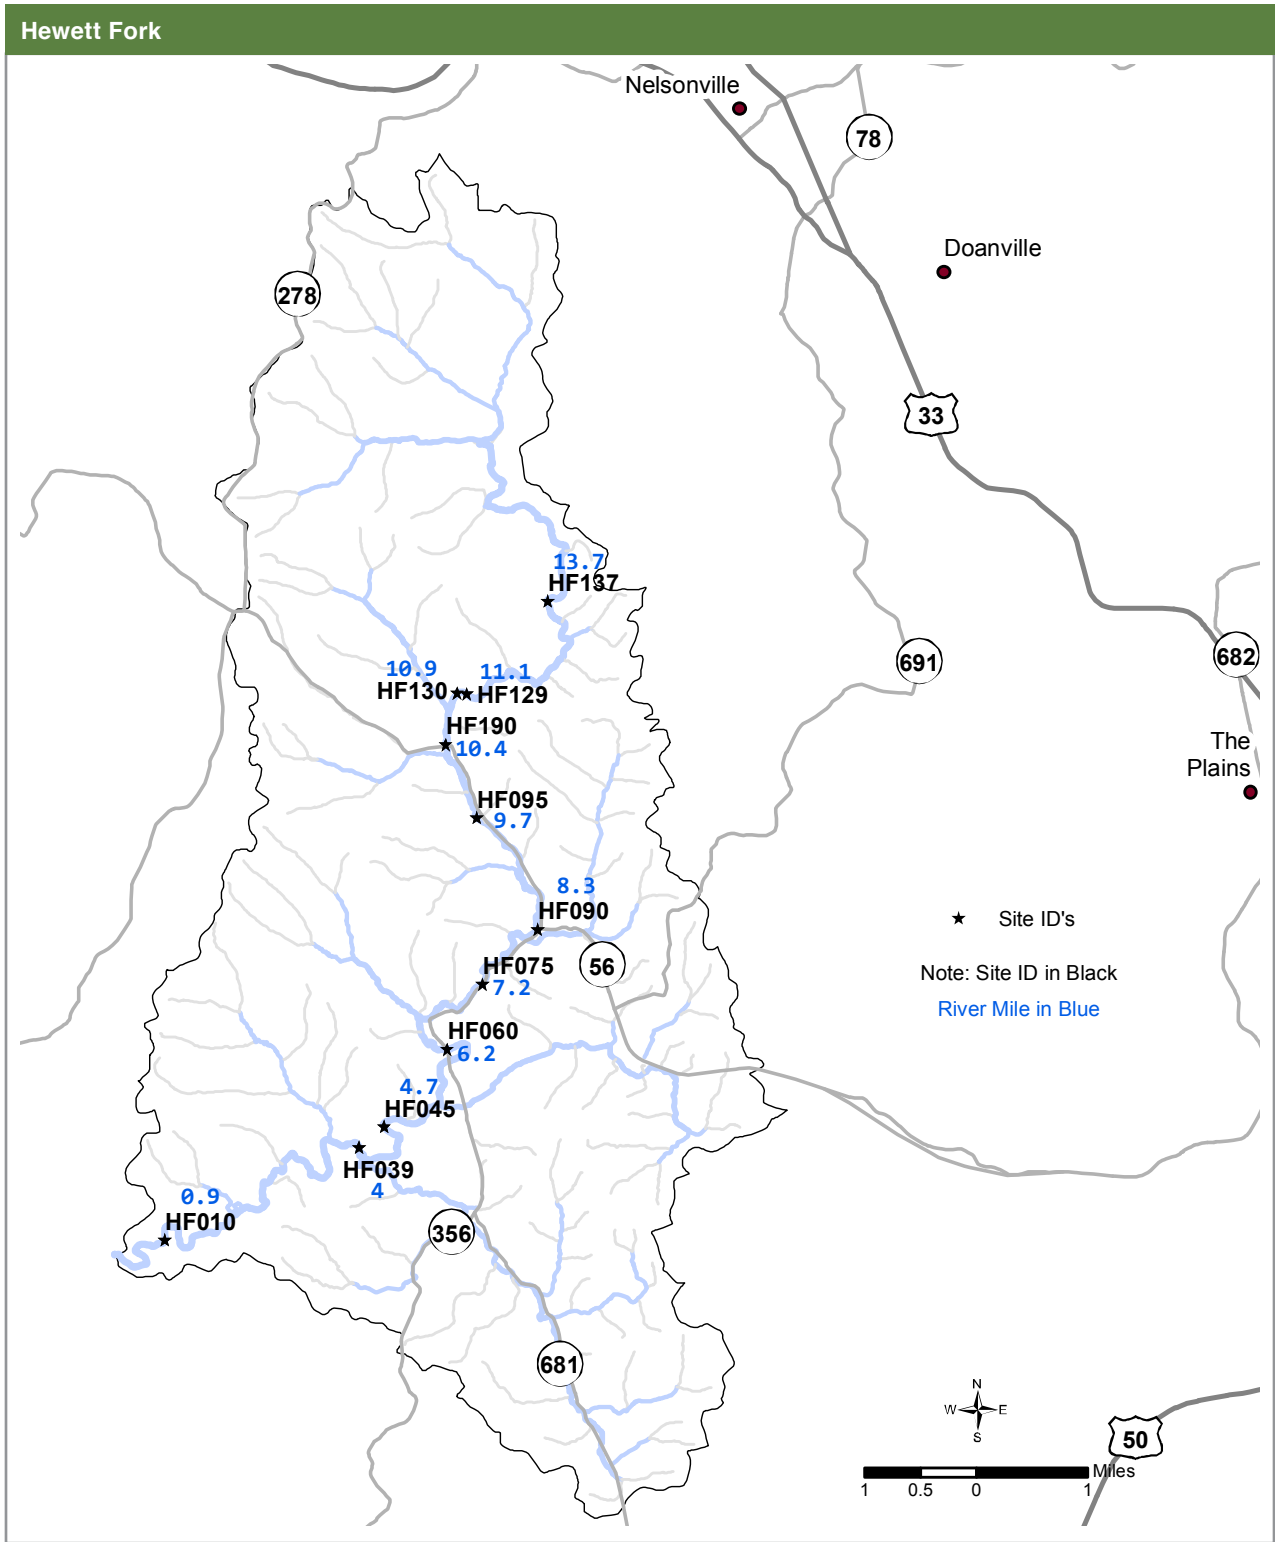 Hewett Fork
Nelsonville
78
Doanville
278
33
13.7
HF137
691
682
10.9
11.1
HF130
HF129
HF190
10.4
The
Plains
HF095
9.7
8.3
HF090
Site ID's
56
HF075
7.2
Note: Site ID in Black
River Mile in Blue
HF060
6.2
4.7
HF045
HF039
4
0.9
HF010
356
681
N
W E
S
50
Miles
1 0.5 0 1